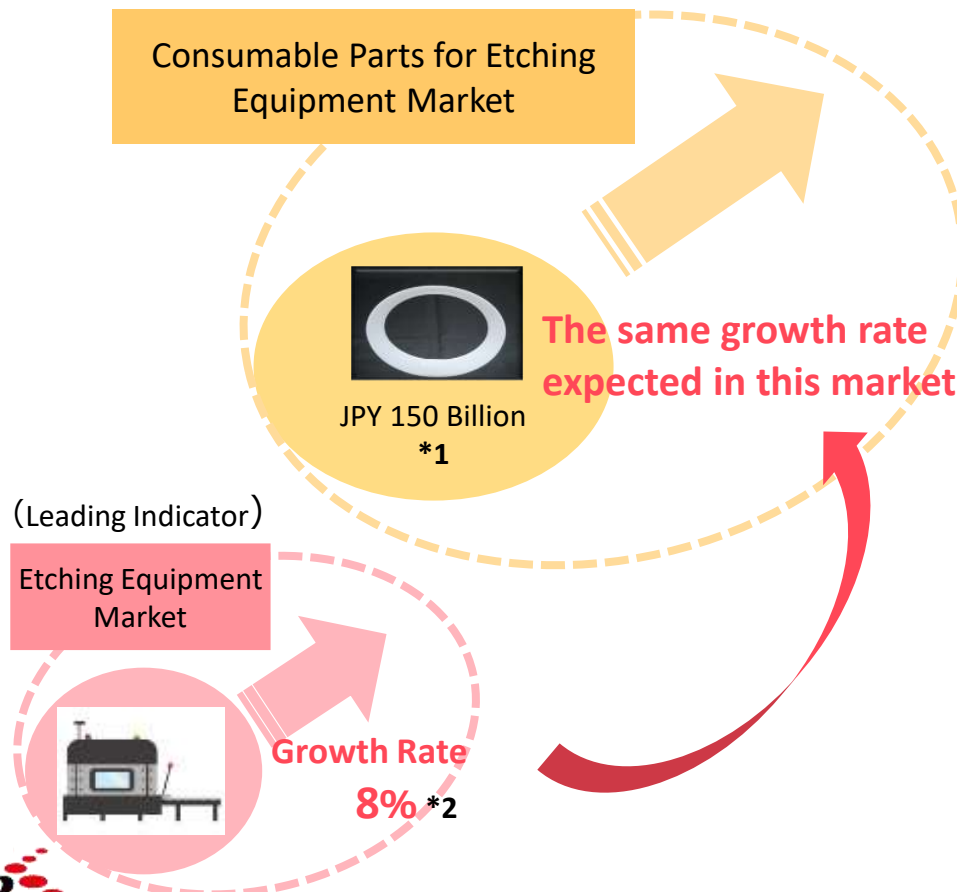 Consumable Parts for Etching
Equipment Market
The same growth rate
expected in this market
JPY 150 Billion
*1
(Leading Indicator)
Etching Equipment
Market
Growth Rate
8% *2